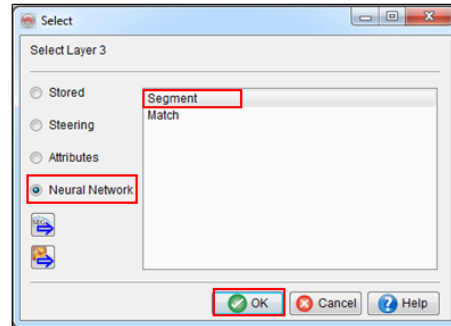 Select
Select Layer 3
Stored
Steering
Attributes
Neural Network
Segment
Match
OK
Cancel
Help